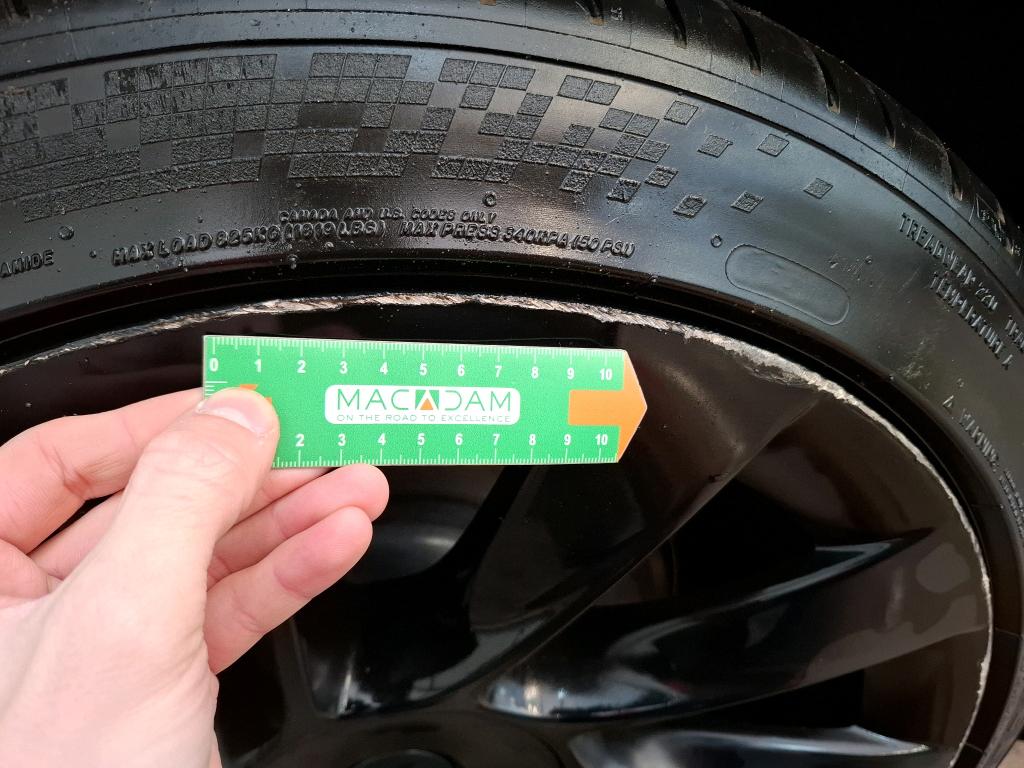 CANADA AND U.S. CODES ONLY
MAX LOAD 825KG (1819 LBS) MAX PRESS 340KPA (50 PSI)
TREADWEAR
A
0 1 2 3 4 5 6 7 8 9 10
MACADAM
ON THE ROAD TO EXCELLENCE
2 3 4 5 6 7 8 9 10